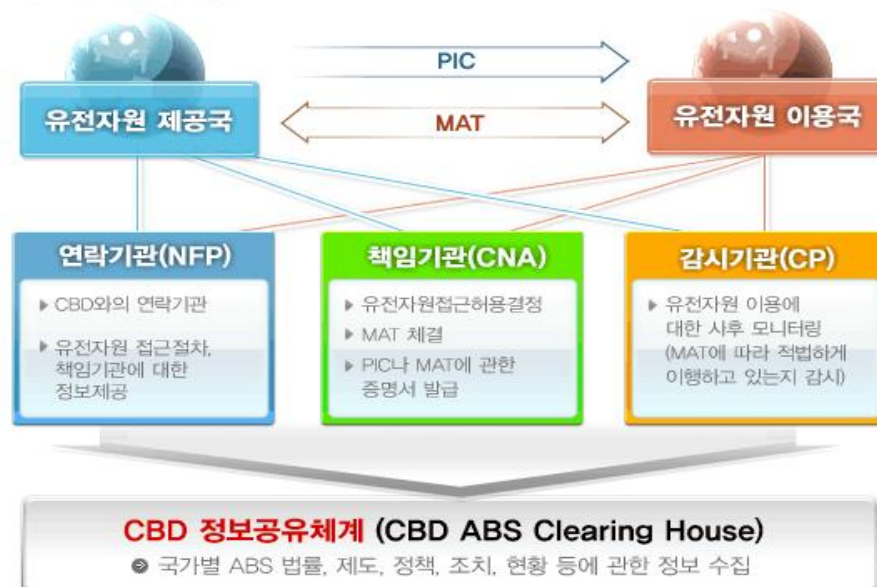 PIC
유전자원 제공국
MAT
유전자원 이용국
연락기관(NFP)
▶ CBD와의 연락기관
▶ 유전자원 접근절차,
책임기관에 대한
정보제공
책임기관(CNA)
▶ 유전자원접근허용결정
▶ MAT 체결
▶ PIC나 MAT에 관한
증명서 발급
감시기관(CP)
▶ 유전자원 이용에
대한 사후 모니터링
(MAT에 따라 적법하게
이행하고 있는지 감시)
CBD 정보공유체계 (CBD ABS Clearing House)
국가별 ABS 법률, 제도, 정책, 조치, 현황 등에 관한 정보 수집